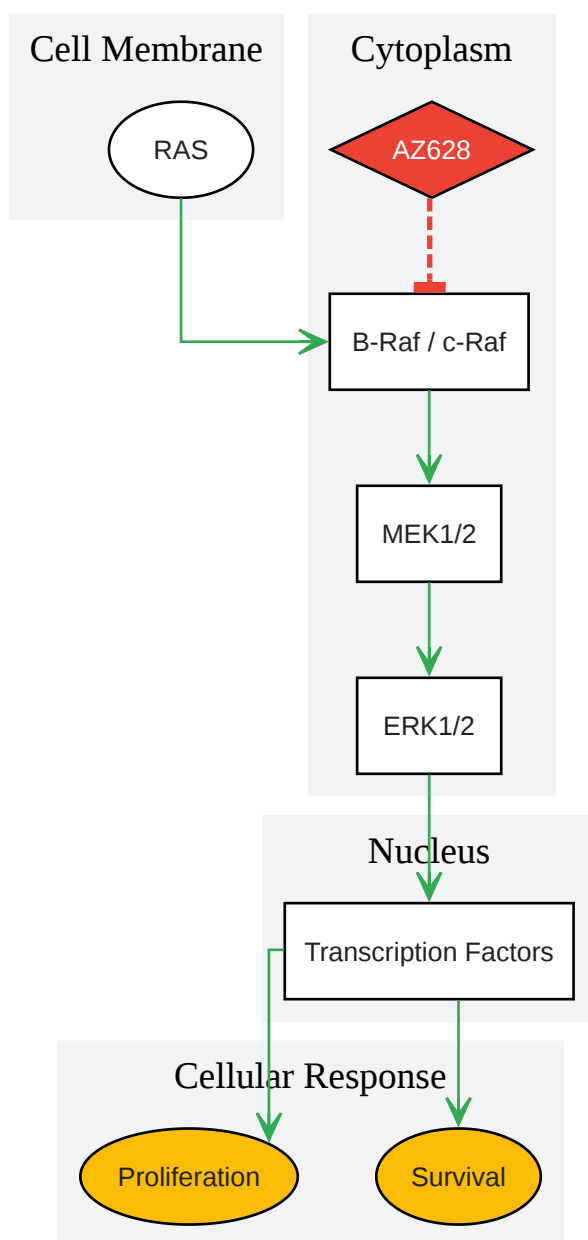 Cell Membrane
Cytoplasm
RAS
AZ628
B-Raf / c-Raf
MEK1/2
ERK1/2
Nucleus
Transcription Factors
Cellular Response
Proliferation
Survival